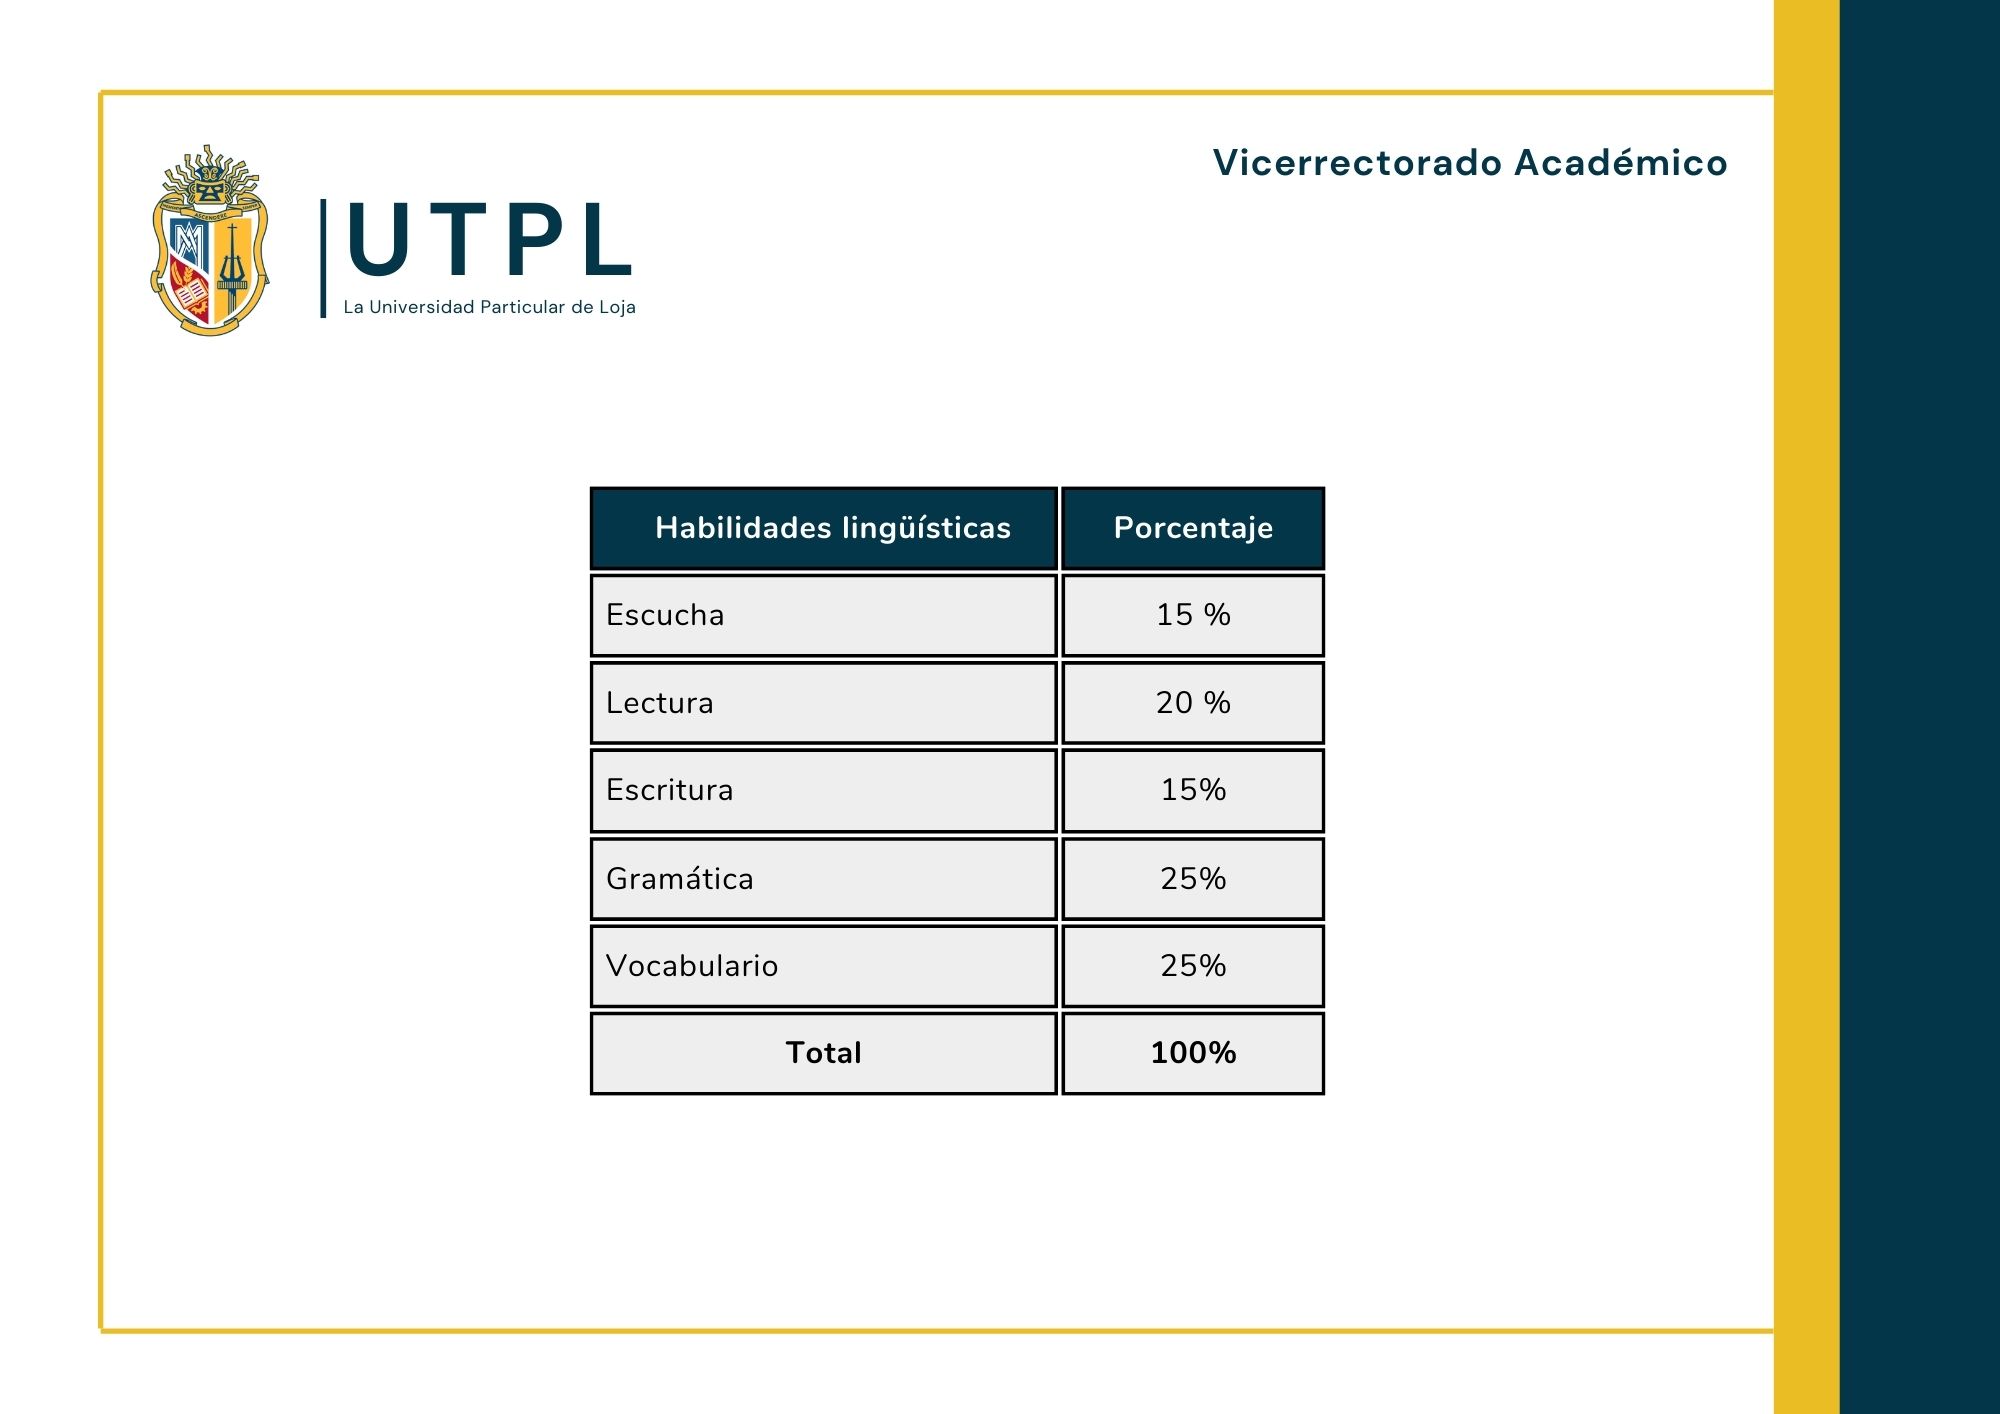 Vicerrectorado Académico
ASCENDERE
UTPL
La Universidad Particular de Loja
Habilidades lingüísticas Porcentaje
Escucha 15 %
Lectura 20 %
Escritura 15%
Gramática 25%
Vocabulario 25%
Total 100%